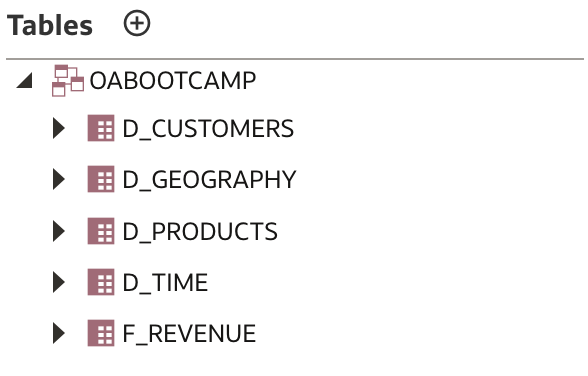 Tables
OABOOTCAMP
D_CUSTOMERS
D_GEOGRAPHY
D_PRODUCTS
D_TIME
F_REVENUE